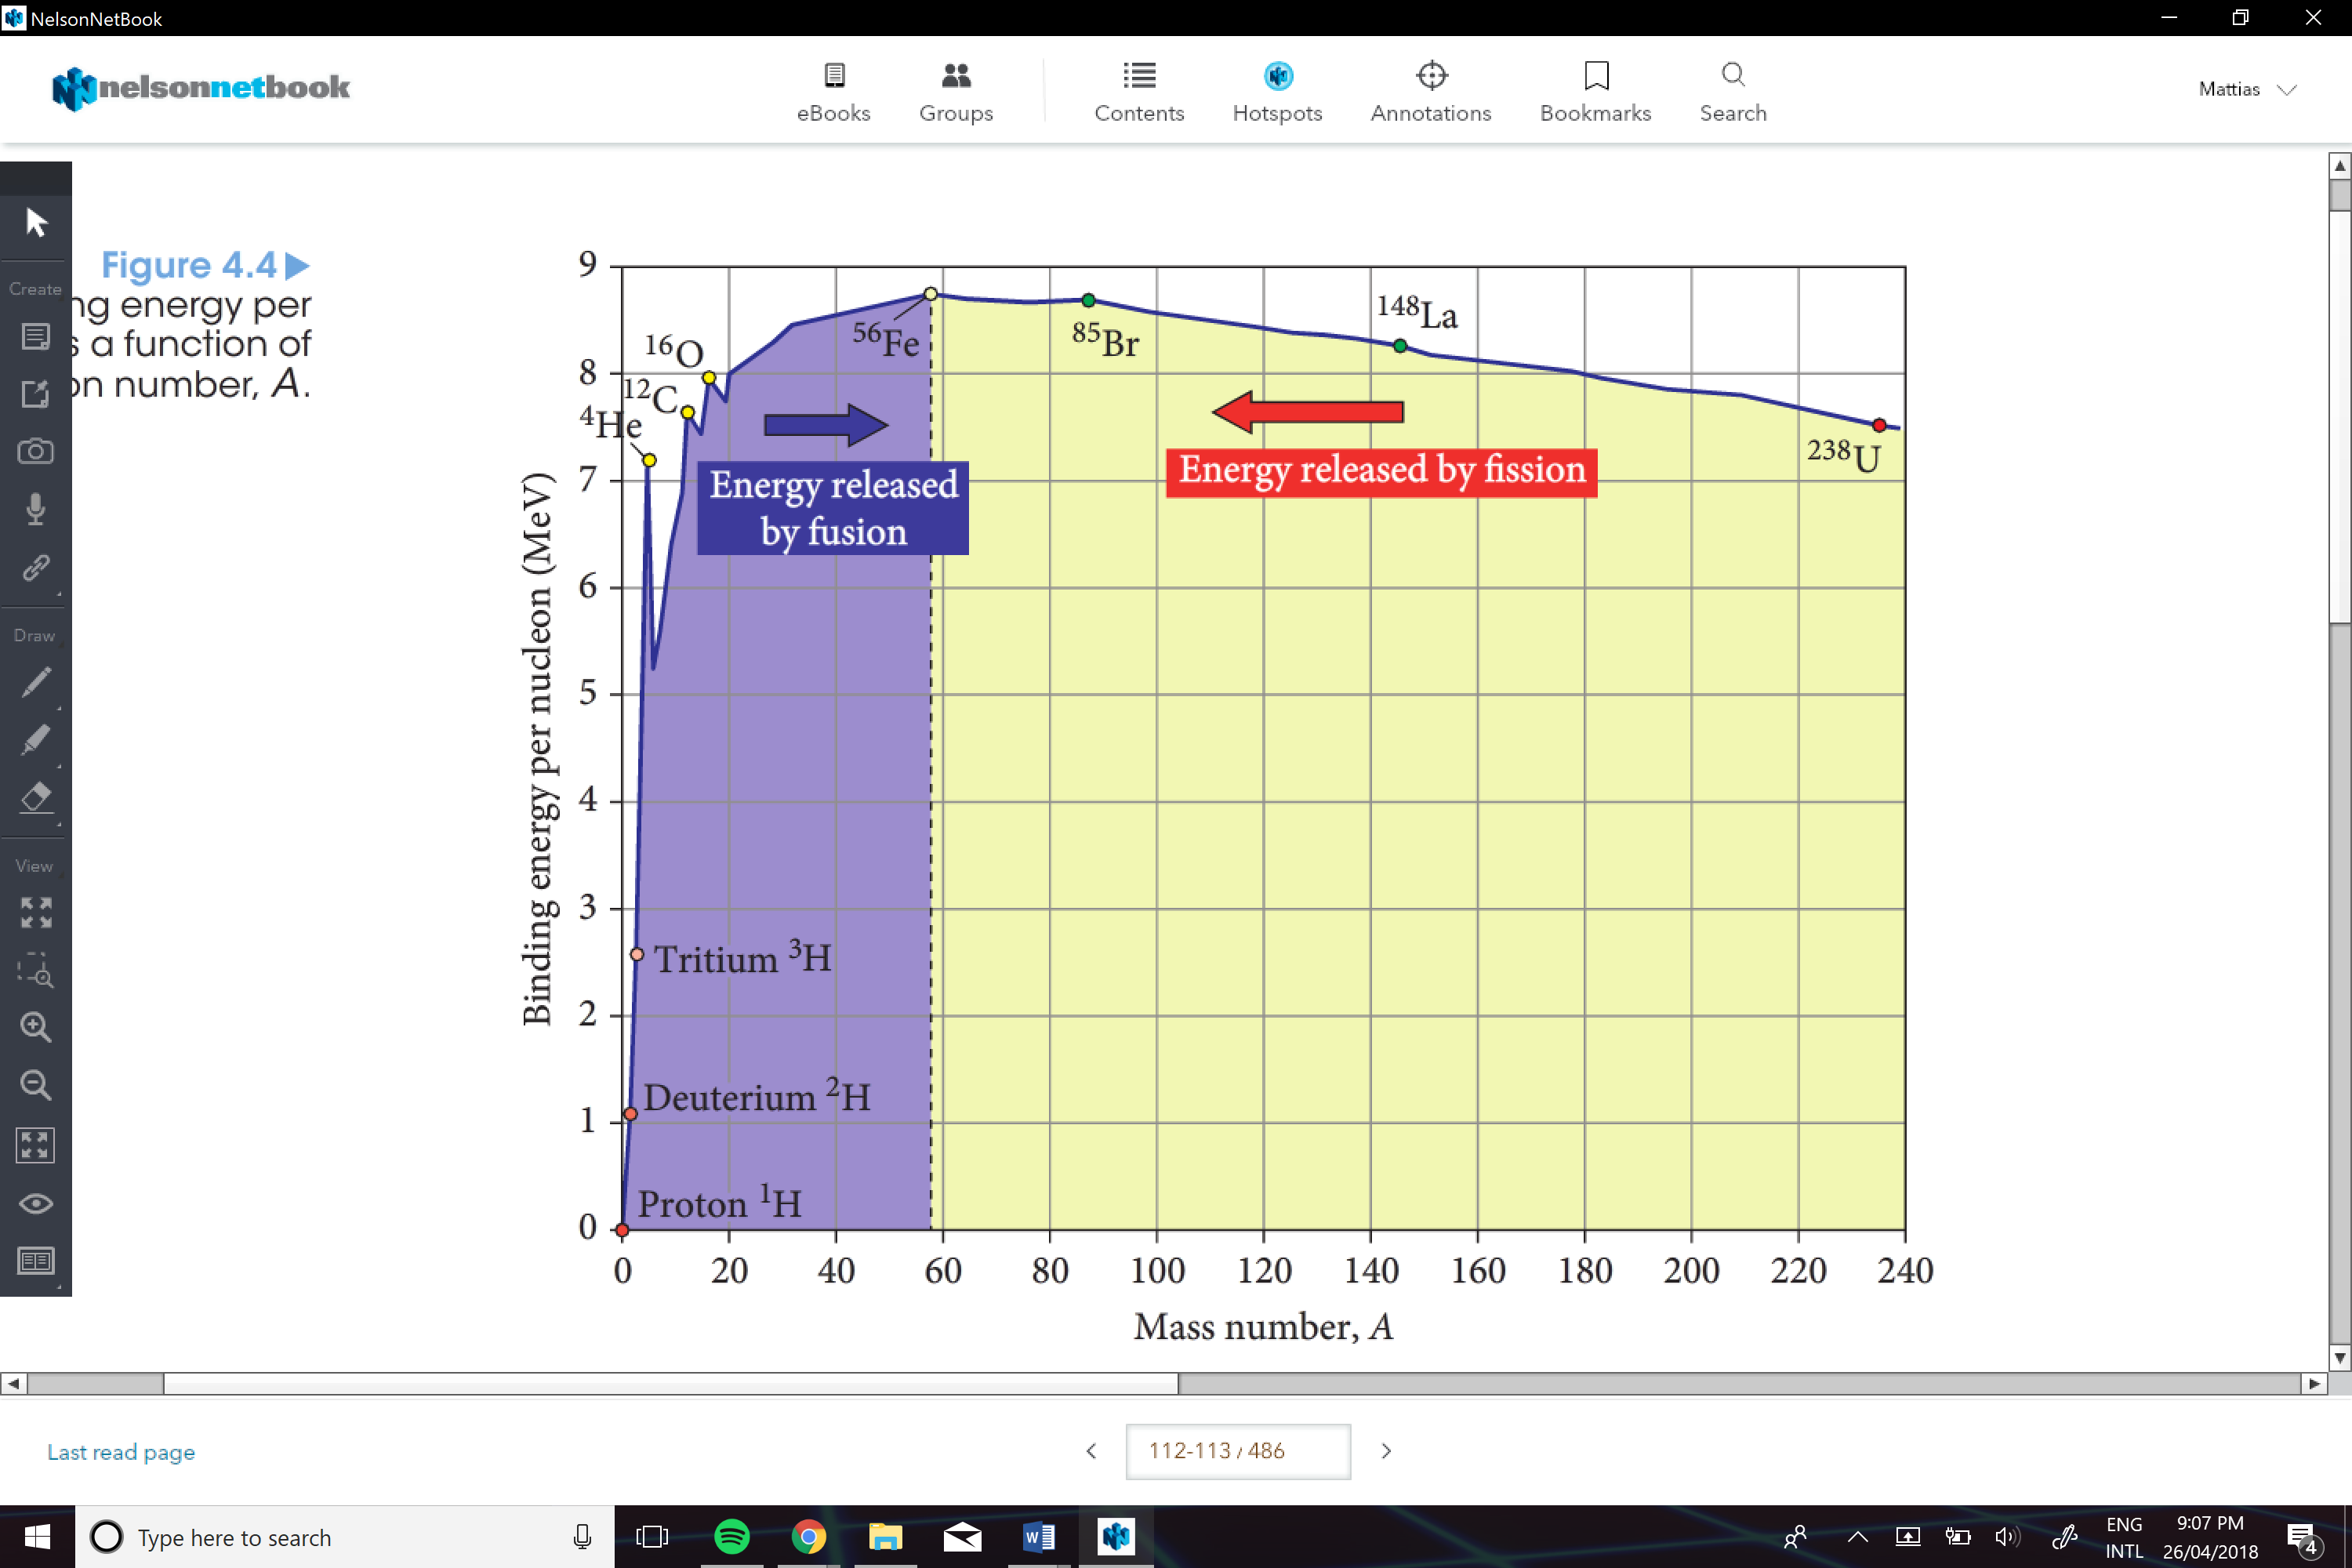 NelsonNetBook
nelsonnetbook
eBooks
Groups
Contents
Hotspots
Annotations
Bookmarks
Search
Mattias
Create
Draw
View
Figure 4.4
ng energy per
s a function of
on number, A.
Binding energy per nucleon (MeV)
9
8
7
6
5
4
3
2
1
0
¹⁶O
¹²C
⁴He
⁵⁶Fe
⁸⁵Br
¹⁴⁸La
²³⁸U
Energy released
by fusion
Energy released by fission
Tritium ³H
Deuterium ²H
Proton ¹H
0 20 40 60 80 100 120 140 160 180 200 220 240
Mass number, A
Last read page
112-113 / 486
Type here to search
ENG
INTL
9:07 PM
26/04/2018
4